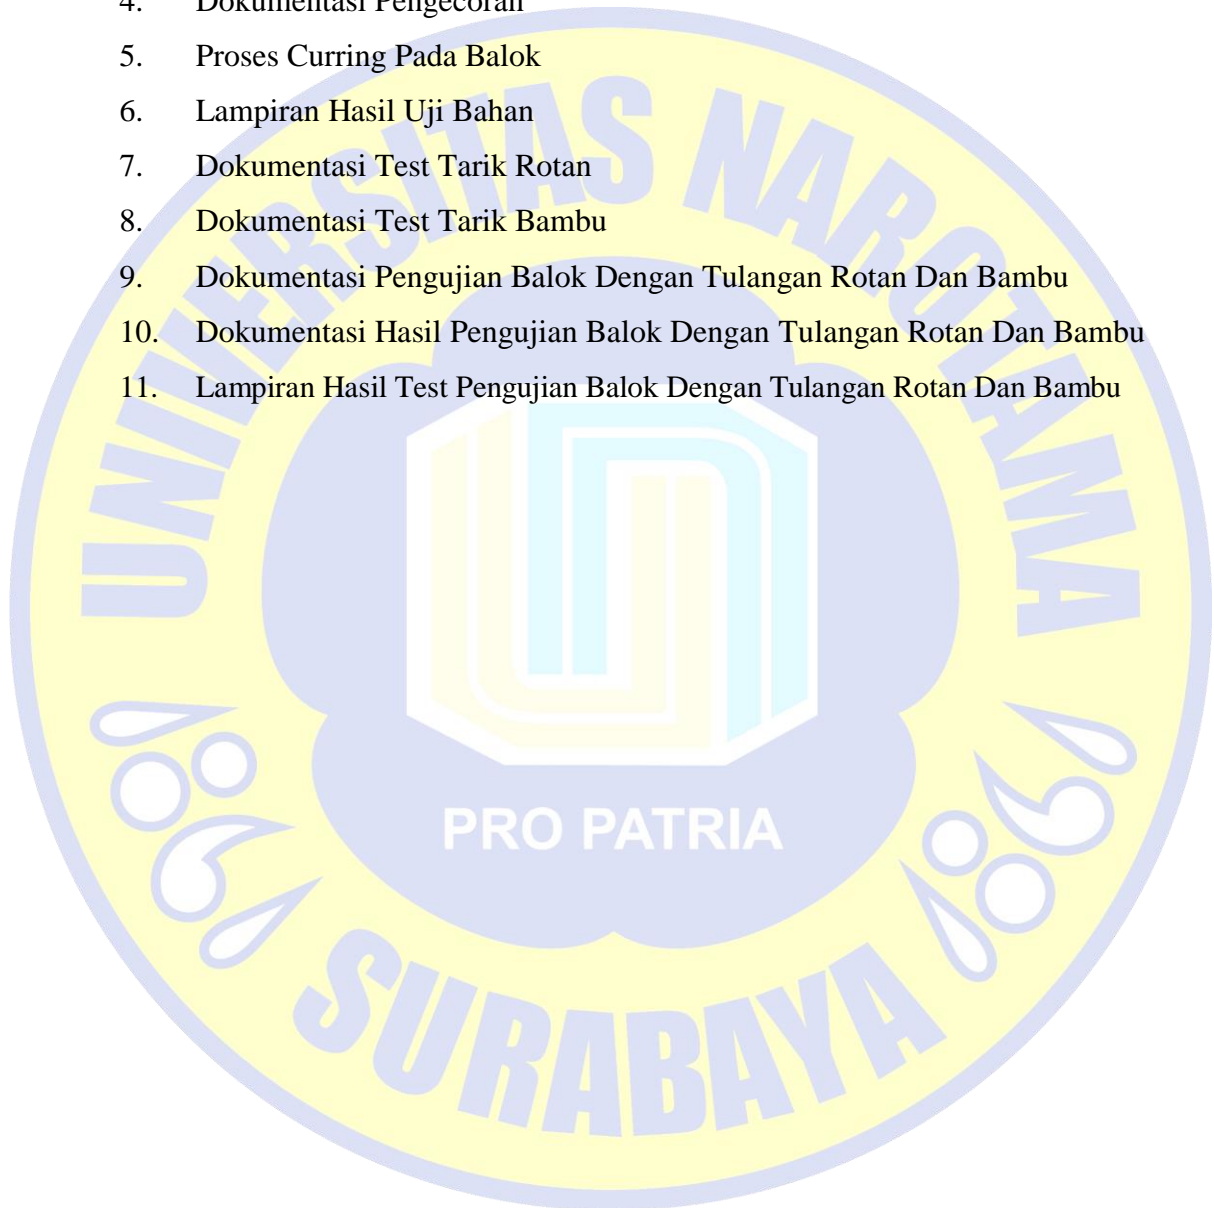 4. Dokumentasi Pengecoran
5. Proses Curring Pada Balok
6. Lampiran Hasil Uji Bahan
7. Dokumentasi Test Tarik Rotan
8. Dokumentasi Test Tarik Bambu
9. Dokumentasi Pengujian Balok Dengan Tulangan Rotan Dan Bambu
10. Dokumentasi Hasil Pengujian Balok Dengan Tulangan Rotan Dan Bambu
11. Lampiran Hasil Test Pengujian Balok Dengan Tulangan Rotan Dan Bambu
UNIVERSITAS NAROTAMA
PRO PATRIA
SURABAYA